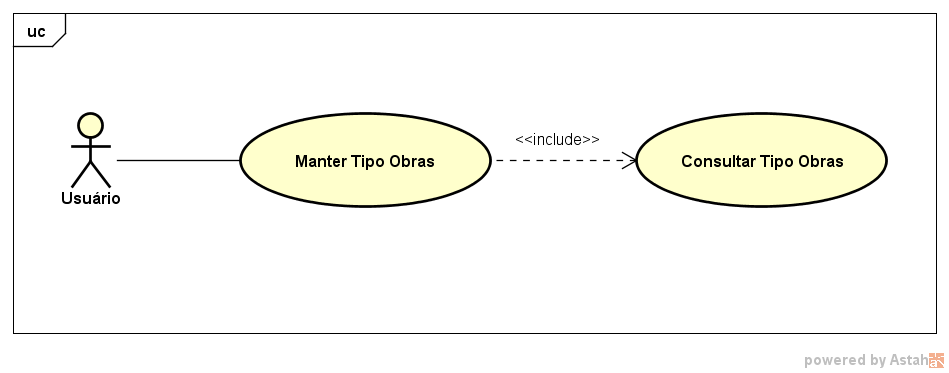 uc
<<include>>
Manter Tipo Obras
Consultar Tipo Obras
Usuário
powered by Astah